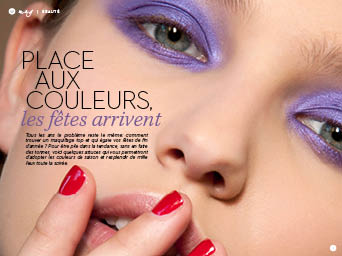 BEAUTÉ
PLACE
AUX
COULEURS,
les fêtes arrivent
Tous les ans le problème reste le même: comment
trouver un maquillage top et qui égaie vos fêtes de fin
d'année ? Pour être pile dans la tendance, sans en faire
des tonnes, voici quelques astuces qui vous permettront
d'adopter les couleurs de saison et resplendir de mille
feux toute la soirée.